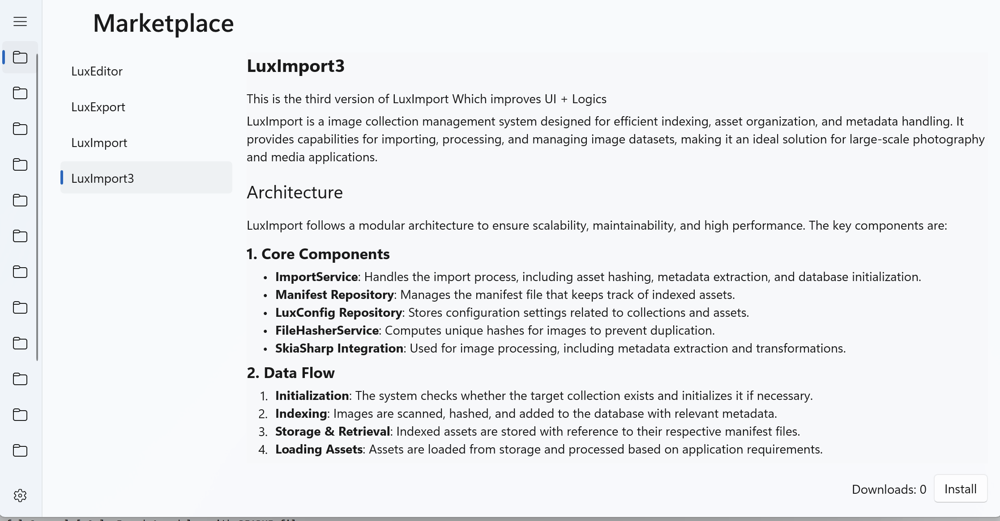 Marketplace
LuxEditor
LuxExport
LuxImport
LuxImport3
LuxImport3
This is the third version of LuxImport Which improves UI + Logics
LuxImport is a image collection management system designed for efficient indexing, asset organization, and metadata handling. It
provides capabilities for importing, processing, and managing image datasets, making it an ideal solution for large-scale photography
and media applications.
Architecture
LuxImport follows a modular architecture to ensure scalability, maintainability, and high performance. The key components are:
1. Core Components
• ImportService: Handles the import process, including asset hashing, metadata extraction, and database initialization.
• Manifest Repository: Manages the manifest file that keeps track of indexed assets.
• LuxConfig Repository: Stores configuration settings related to collections and assets.
• FileHasherService: Computes unique hashes for images to prevent duplication.
• SkiaSharp Integration: Used for image processing, including metadata extraction and transformations.
2. Data Flow
1. Initialization: The system checks whether the target collection exists and initializes it if necessary.
2. Indexing: Images are scanned, hashed, and added to the database with relevant metadata.
3. Storage & Retrieval: Indexed assets are stored with reference to their respective manifest files.
4. Loading Assets: Assets are loaded from storage and processed based on application requirements.
Downloads: 0
Install